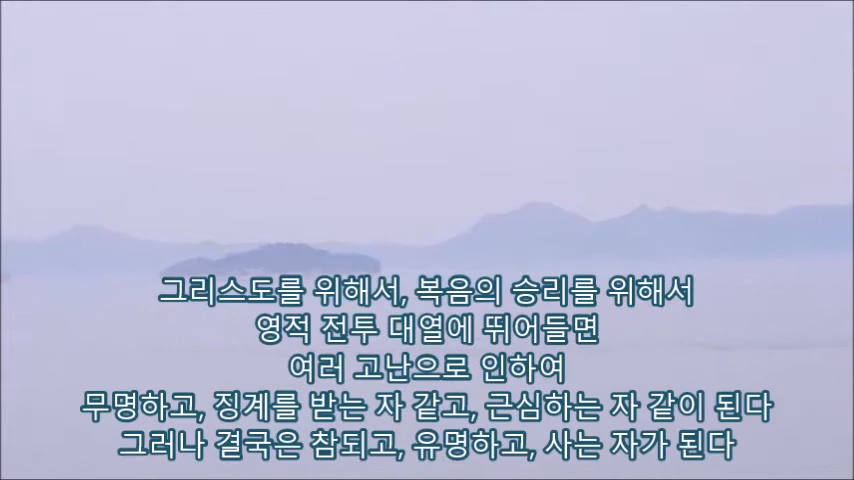 그리스도를 위해서, 복음의 승리를 위해서
영적 전투 대열에 뛰어들면
여러 고난으로 인하여
무명하고, 징계를 받는 자 같고, 근심하는 자 같이 된다
그러나 결국은 참되고, 유명하고, 사는 자가 된다